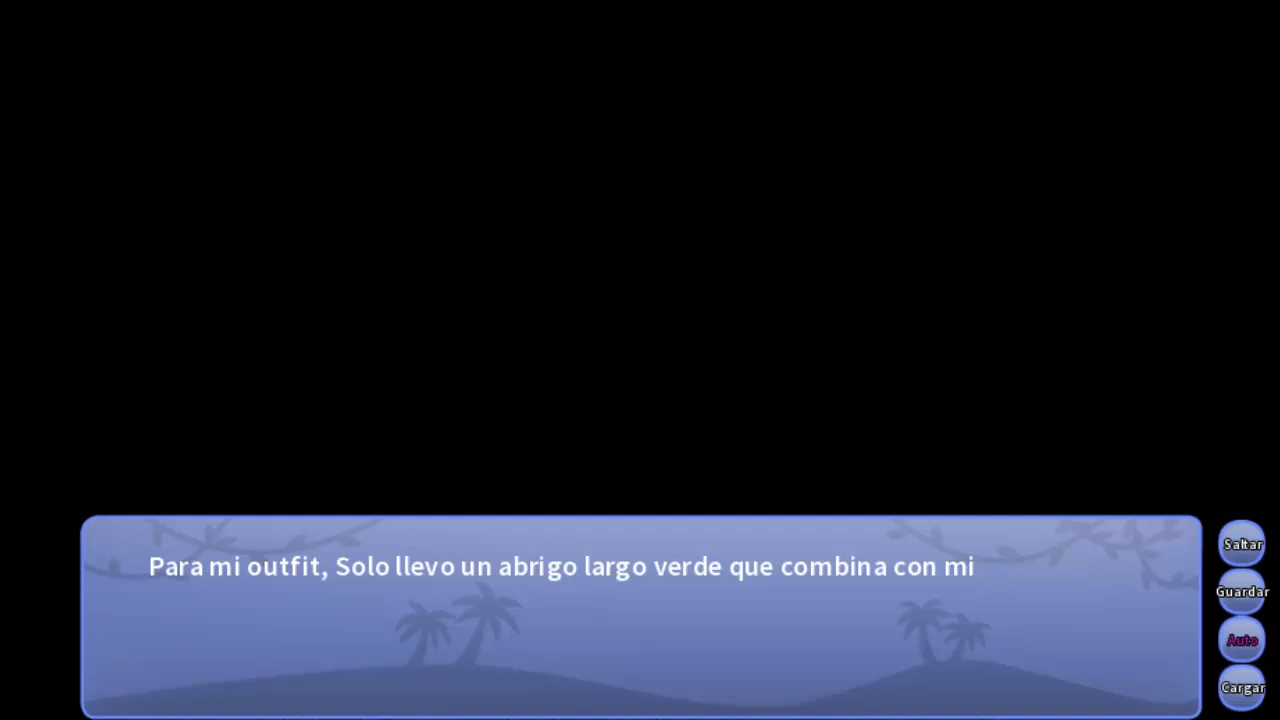 Para mi outfit, Solo llevo un abrigo largo verde que combina con mi
Saltar
Guardar
Auto
Cargar